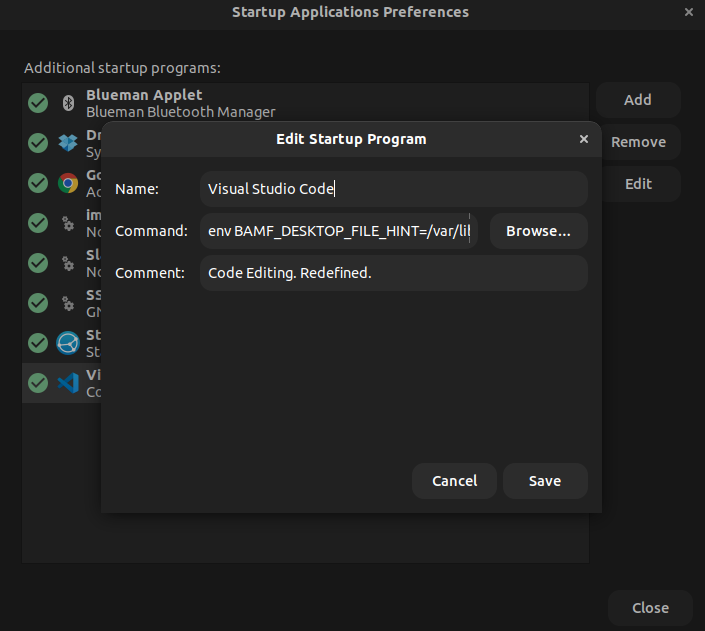 Startup Applications Preferences
Additional startup programs:
Blueman Applet
Blueman Bluetooth Manager
Add
Remove
Edit
Edit Startup Program
Name: Visual Studio Code
Command: env BAMF_DESKTOP_FILE_HINT=/var/lib Browse...
Comment: Code Editing. Redefined.
Dr
Sy
Go
Ac
im
No
Sla
No
SS
GN
St
St
Vi
Co
Cancel Save
Close